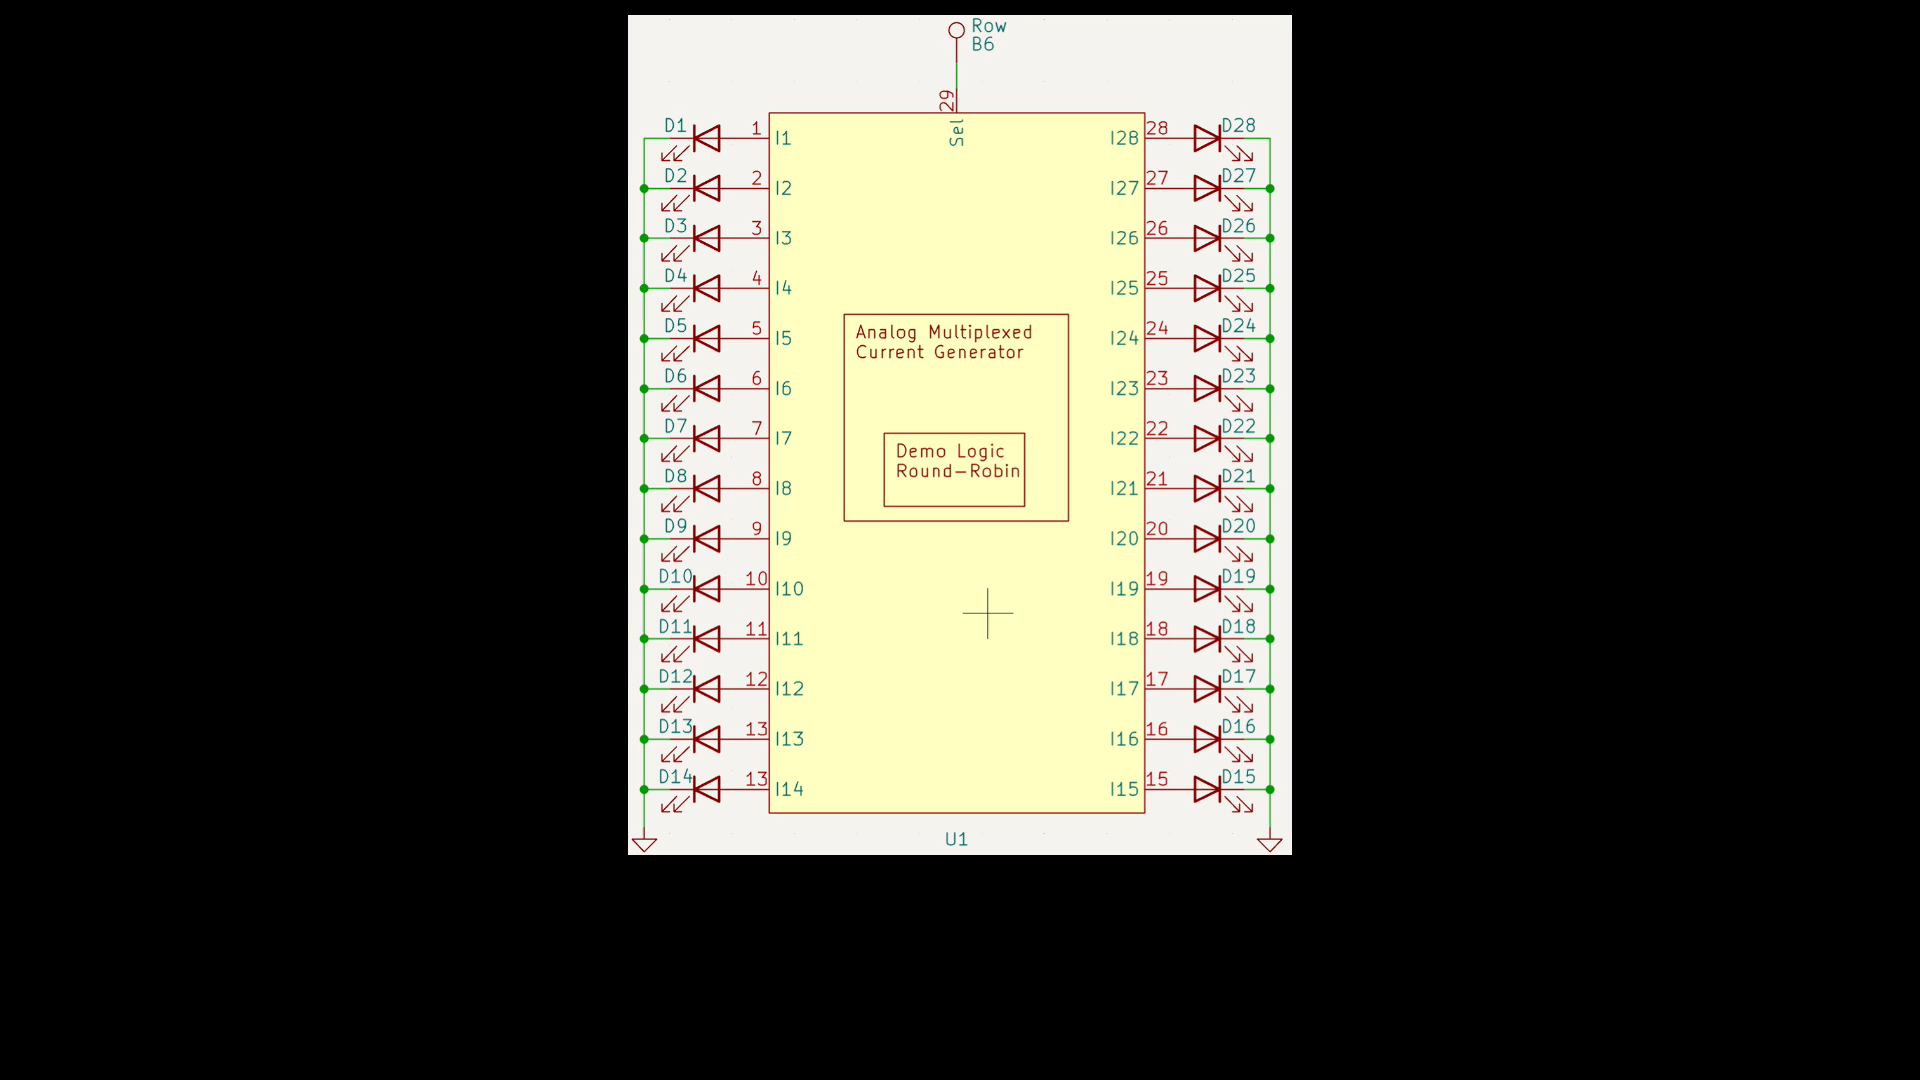 Row
B6
29
Sel
D1 1 I1 I28 28 D28
D2 2 I2 I27 27 D27
D3 3 I3 I26 26 D26
D4 4 I4 I25 25 D25
D5 5 I5 I24 24 D24
Analog Multiplexed
Current Generator
D6 6 I6 I23 23 D23
D7 7 I7 I22 22 D22
Demo Logic
Round-Robin
D8 8 I8 I21 21 D21
D9 9 I9 I20 20 D20
D10 10 I10 I19 19 D19
D11 11 I11 I18 18 D18
D12 12 I12 I17 17 D17
D13 13 I13 I16 16 D16
D14 13 I14 I15 15 D15
U1